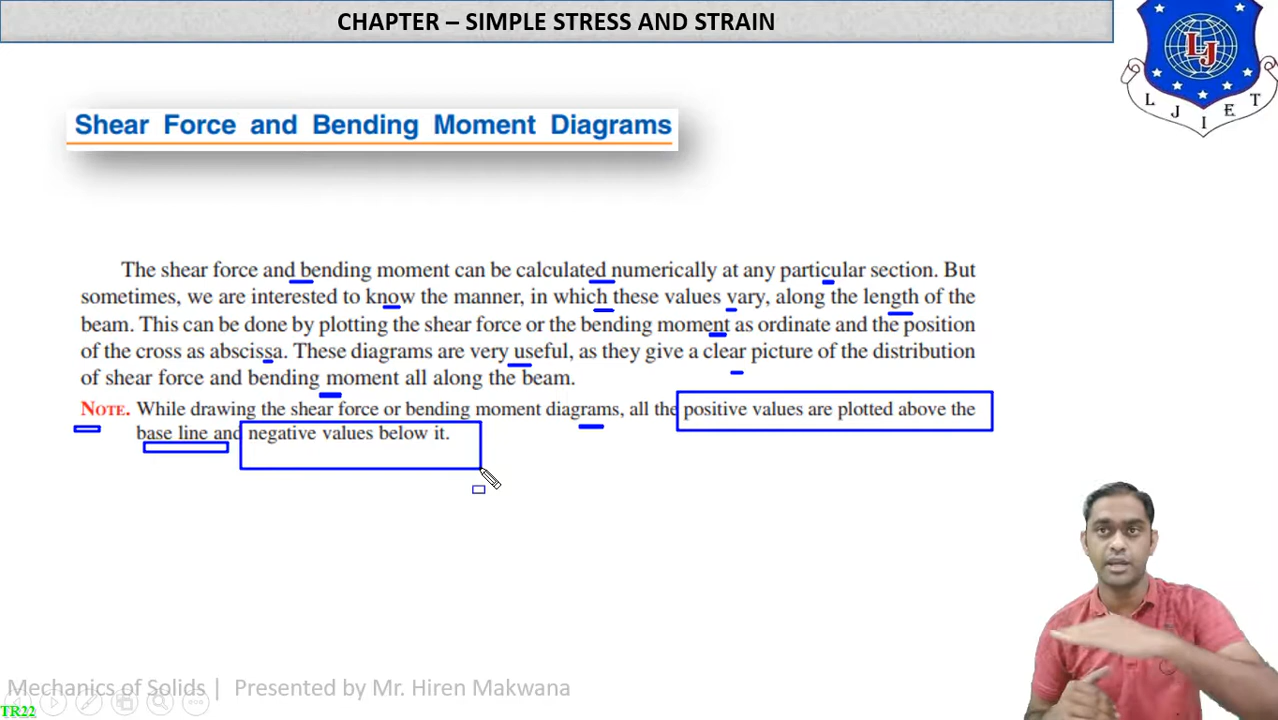 CHAPTER – SIMPLE STRESS AND STRAIN
LJ
L J I E T
Shear Force and Bending Moment Diagrams
The shear force and bending moment can be calculated numerically at any particular section. But
sometimes, we are interested to know the manner, in which these values vary, along the length of the
beam. This can be done by plotting the shear force or the bending moment as ordinate and the position
of the cross as abscissa. These diagrams are very useful, as they give a clear picture of the distribution
of shear force and bending moment all along the beam.
NOTE. While drawing the shear force or bending moment diagrams, all the positive values are plotted above the
base line and negative values below it.
Mechanics of Solids | Presented by Mr. Hiren Makwana
TR22